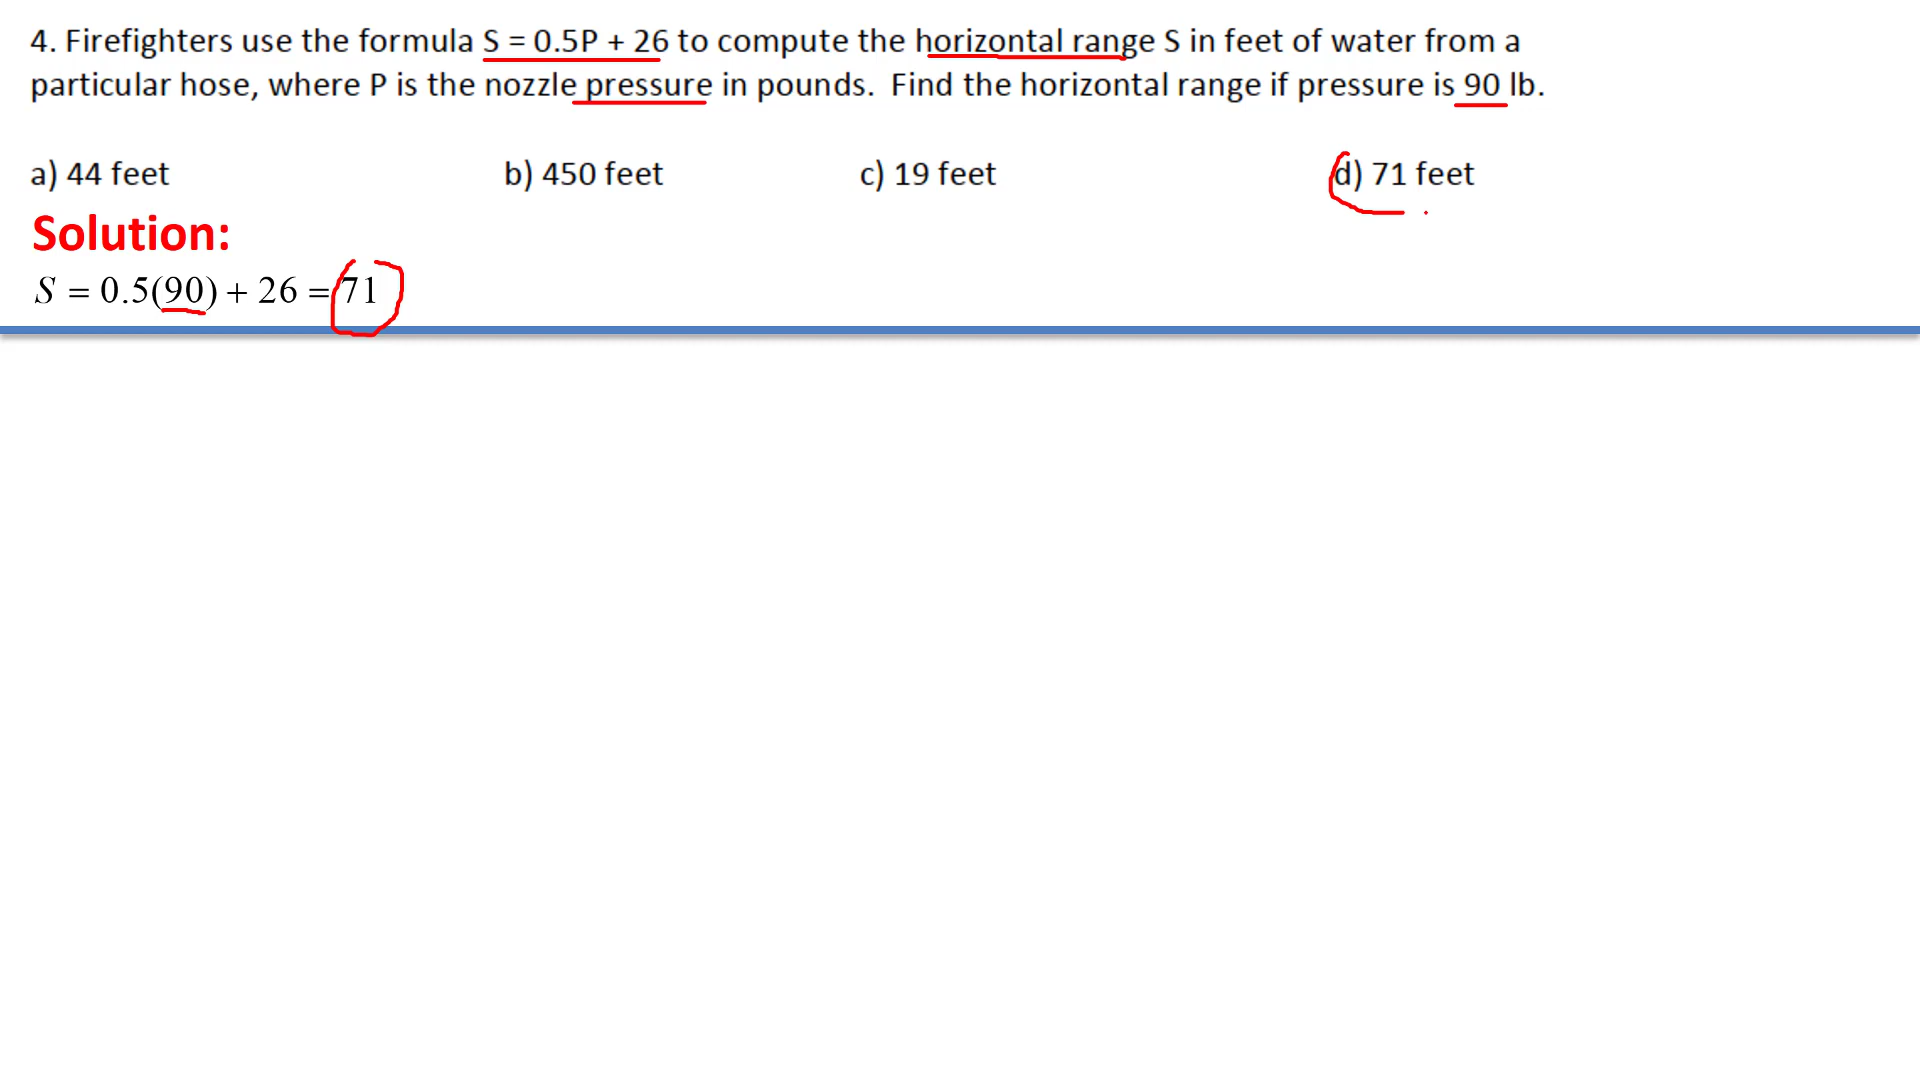 4. Firefighters use the formula S = 0.5P + 26 to compute the horizontal range S in feet of water from a
particular hose, where P is the nozzle pressure in pounds.  Find the horizontal range if pressure is 90 lb.
a) 44 feet b) 450 feet c) 19 feet d) 71 feet
Solution:
S = 0.5(90) + 26 = 71